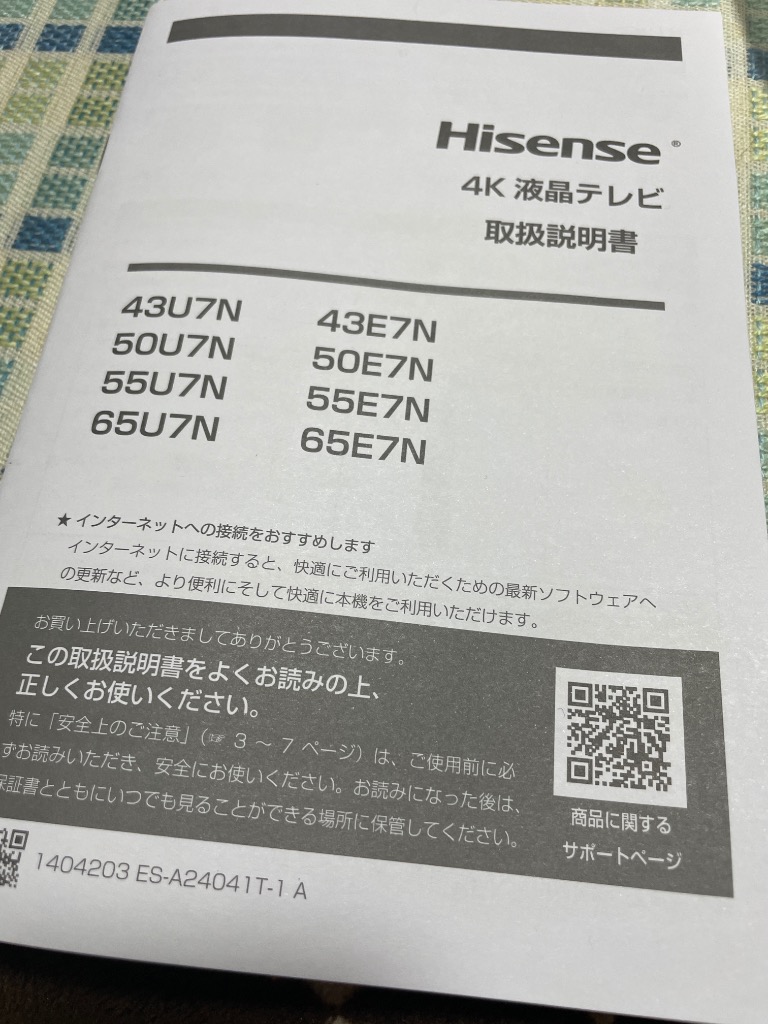 Hisense®
4K 液晶テレビ
取扱説明書
43U7N 43E7N
50U7N 50E7N
55U7N 55E7N
65U7N 65E7N
★ インターネットへの接続をおすすめします
インターネットに接続すると、快適にご利用いただくための最新ソフトウェアへ
の更新など、より便利にそして快適に本機をご利用いただけます。
お買い上げいただきましてありがとうございます。
この取扱説明書をよくお読みの上、
正しくお使いください。
特に「安全上のご注意」(☞ 3 ～ 7 ページ) は、ご使用前に必
ずお読みいただき、安全にお使いください。お読みになった後は、
保証書とともにいつでも見ることができる場所に保管してください。
商品に関する
サポートページ
1404203 ES-A24041T-1 A